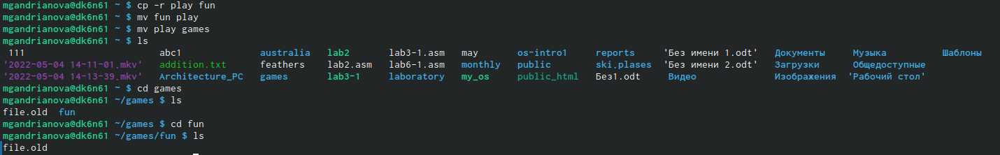 mgandrianova@dk6n61 ~ $ cp -r play fun
mgandrianova@dk6n61 ~ $ mv fun play
mgandrianova@dk6n61 ~ $ mv play games
mgandrianova@dk6n61 ~ $ ls
111 abc1 australia lab2 lab3-1.asm may os-intro1 reports 'Без имени 1.odt' Документы Музыка Шаблоны
'2022-05-04 14-11-01.mkv' addition.txt feathers lab2.asm lab6-1.asm monthly public ski.plases 'Без имени 2.odt' Загрузки Общедоступные
'2022-05-04 14-13-39.mkv' Architecture_PC games lab3-1 laboratory my_os public_html Без1.odt Видео Изображения 'Рабочий стол'
mgandrianova@dk6n61 ~ $ cd games
mgandrianova@dk6n61 ~/games $ ls
file.old fun
mgandrianova@dk6n61 ~/games $ cd fun
mgandrianova@dk6n61 ~/games/fun $ ls
file.old